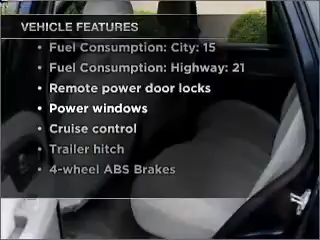 VEHICLE FEATURES
• Fuel Consumption: City: 15
• Fuel Consumption: Highway: 21
• Remote power door locks
• Power windows
• Cruise control
• Trailer hitch
• 4-wheel ABS Brakes